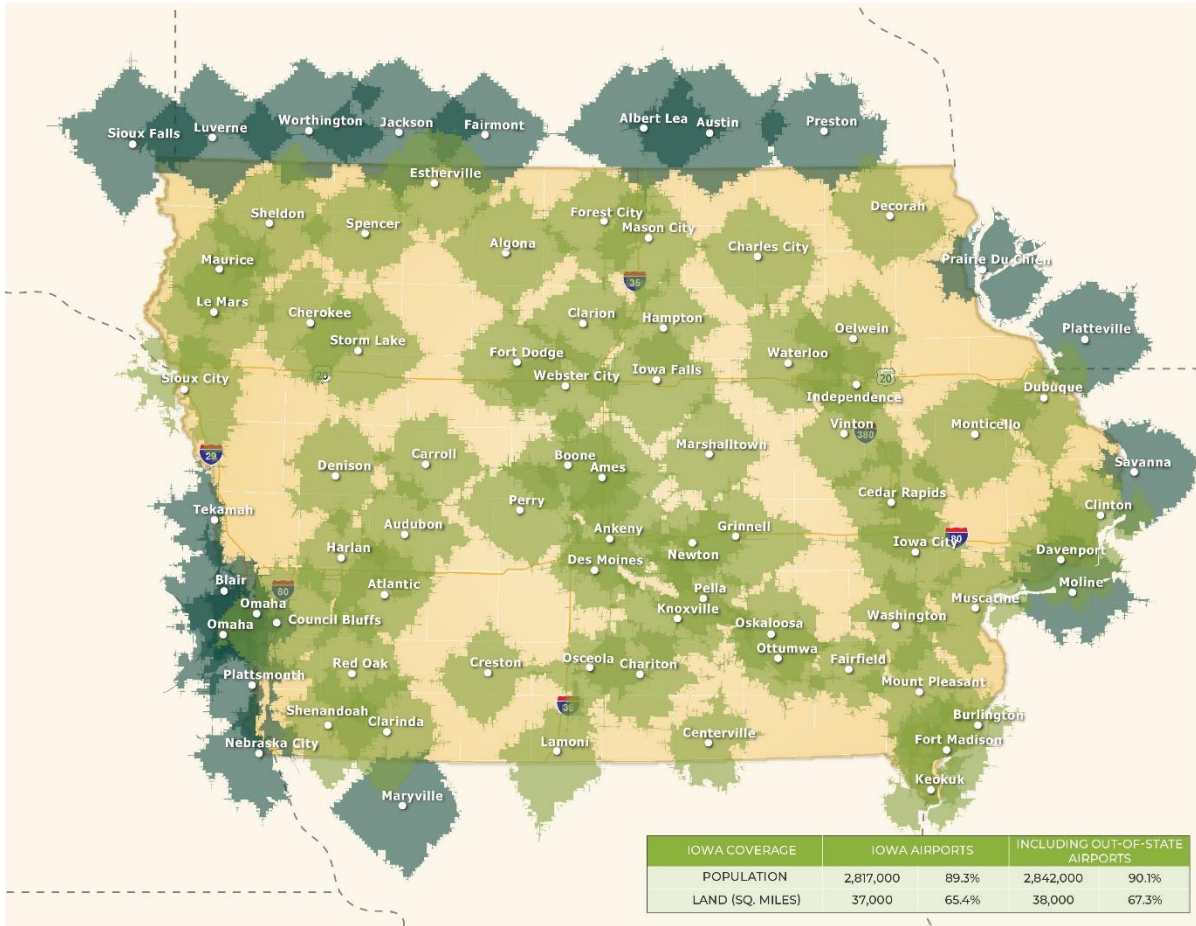 Sioux Falls
Luverne
Worthington
Jackson
Fairmont
Albert Lea
Austin
Preston
Estherville
Sheldon
Spencer
Forest City
Mason City
Decorah
Algona
Charles City
Maurice
Prairie Du Chien
35
Le Mars
Cherokee
Clarion
Hampton
Oelwein
Platteville
Storm Lake
Fort Dodge
Iowa Falls
Waterloo
Sioux City
20
Webster City
20
Independence
Dubuque
Vinton
380
Monticello
29
Denison
Carroll
Boone
Ames
Marshalltown
Savanna
Tekamah
Perry
Cedar Rapids
Clinton
Audubon
Ankeny
Grinnell
Iowa City
80
Harlan
Des Moines
Newton
Davenport
Blair
80
Atlantic
Pella
Moline
Omaha
Council Bluffs
Knoxville
Muscatine
Omaha
Oskaloosa
Washington
Red Oak
Creston
Osceola
Chariton
Ottumwa
Fairfield
Plattsmouth
Mount Pleasant
Shenandoah
Clarinda
35
Burlington
Nebraska City
Lamoni
Centerville
Fort Madison
Keokuk
Maryville
IOWA COVERAGE IOWA AIRPORTS INCLUDING OUT-OF-STATE
AIRPORTS
POPULATION 2,817,000 89.3% 2,842,000 90.1%
LAND (SQ. MILES) 37,000 65.4% 38,000 67.3%